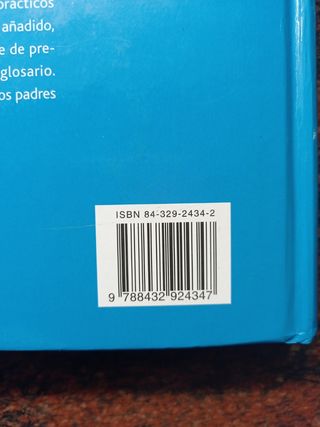 prácticos
añadido,
e de pre-
glosario.
os padres
ISBN 84-329-2434-2
9 788432 924347